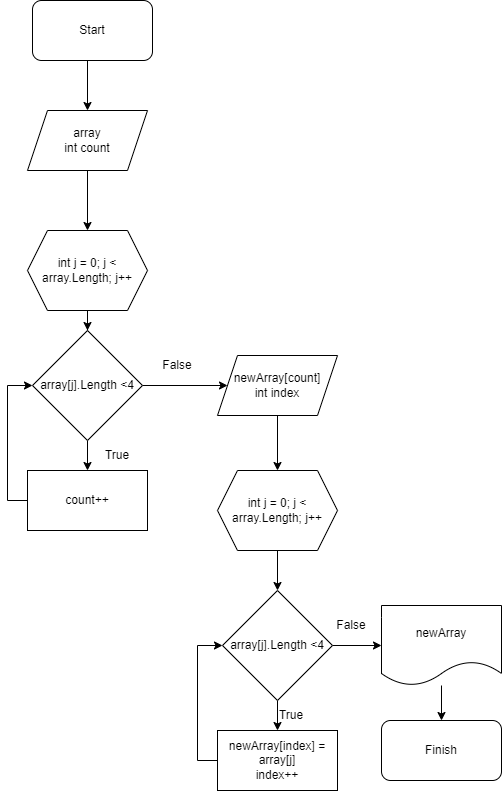 Start
array
int count
int j = 0; j <
array.Length; j++
array[j].Length <4
False
True
count++
newArray[count]
int index
int j = 0; j <
array.Length; j++
array[j].Length <4
False
True
newArray[index] =
array[j]
index++
newArray
Finish